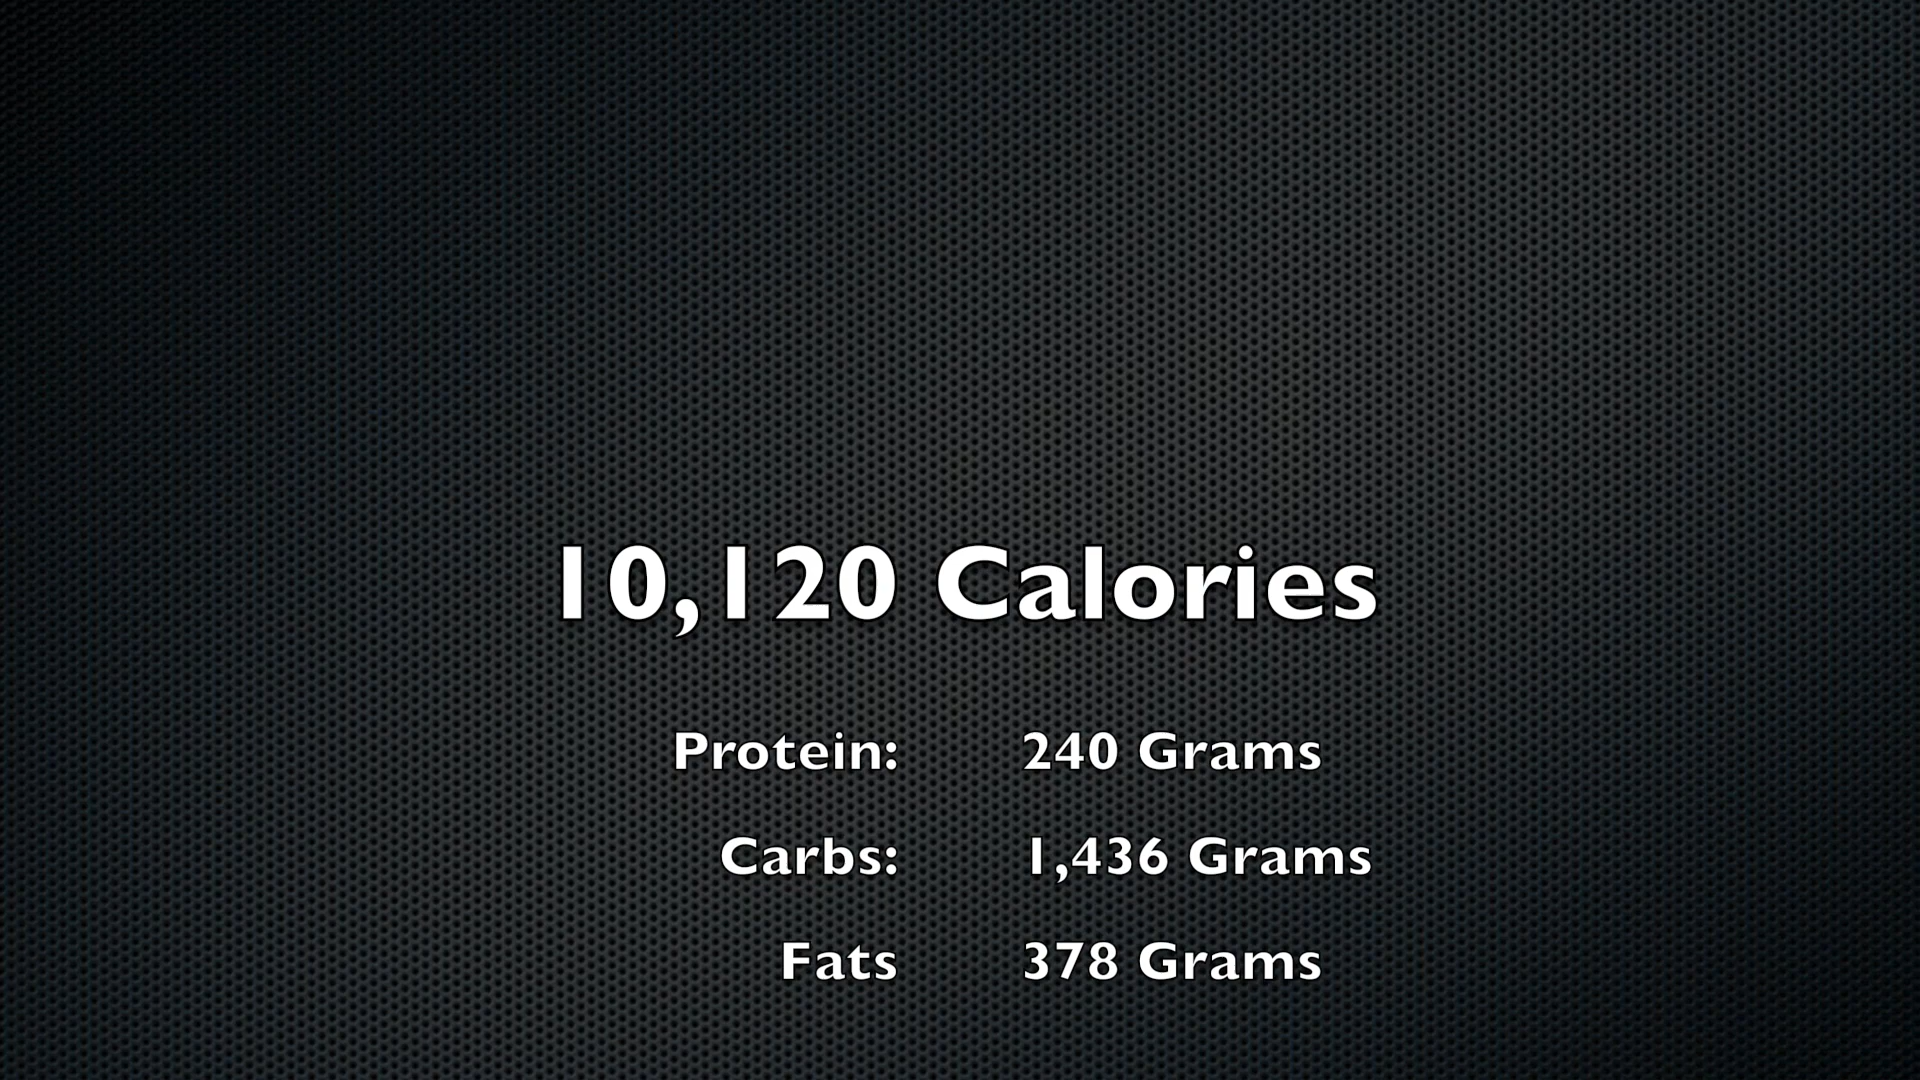 10,120 Calories
Protein: 240 Grams
Carbs: 1,436 Grams
Fats 378 Grams